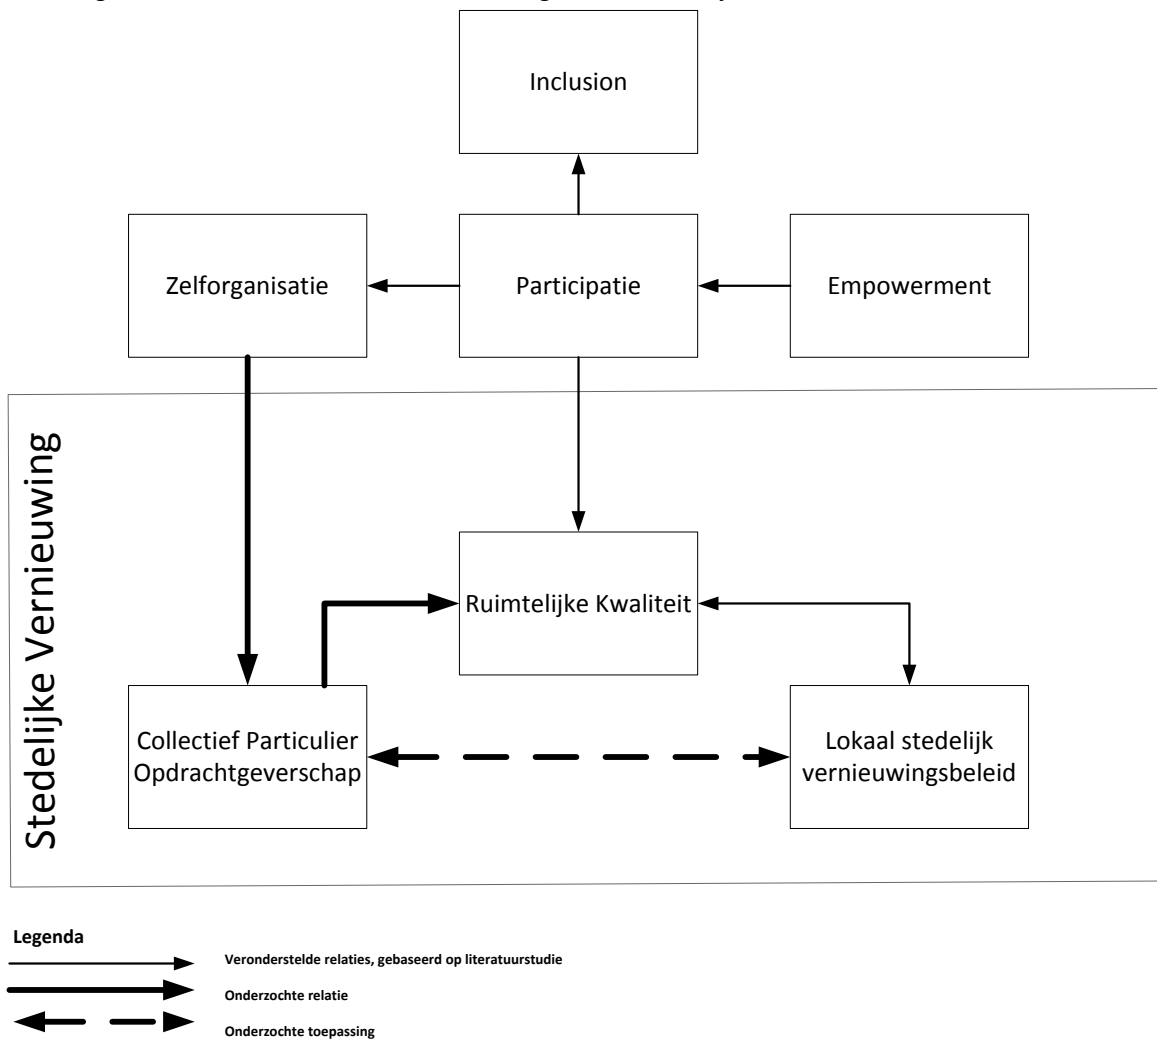 Inclusion
Zelforganisatie
Participatie
Empowerment
Stedelijke Vernieuwing
Ruimtelijke Kwaliteit
Collectief Particulier
Opdrachtgeverschap
Lokaal stedelijk
vernieuwingsbeleid
Legenda
Veronderstelde relaties, gebaseerd op literatuurstudie
Onderzochte relatie
Onderzochte toepassing